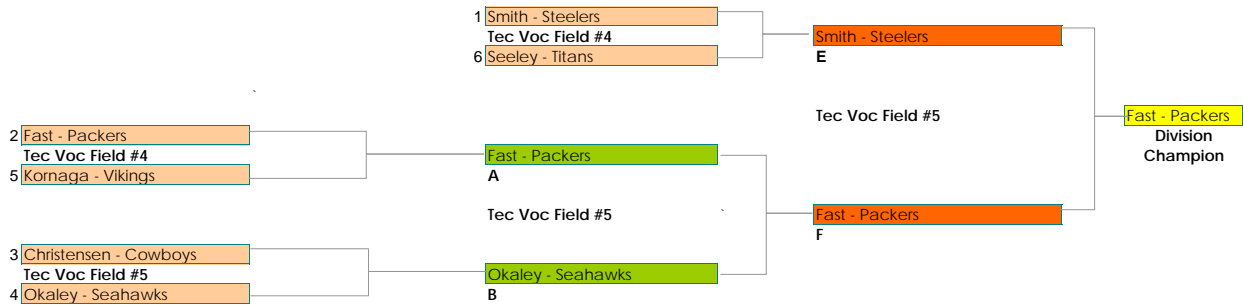 1 Smith - Steelers
Tec Voc Field #4
6 Seeley - Titans
Smith - Steelers
E
`
Tec Voc Field #5
Fast - Packers
Division
Champion
2 Fast - Packers
Tec Voc Field #4
5 Kornaga - Vikings
Fast - Packers
A
Tec Voc Field #5
`
Fast - Packers
F
3 Christensen - Cowboys
Tec Voc Field #5
4 Okaley - Seahawks
Okaley - Seahawks
B